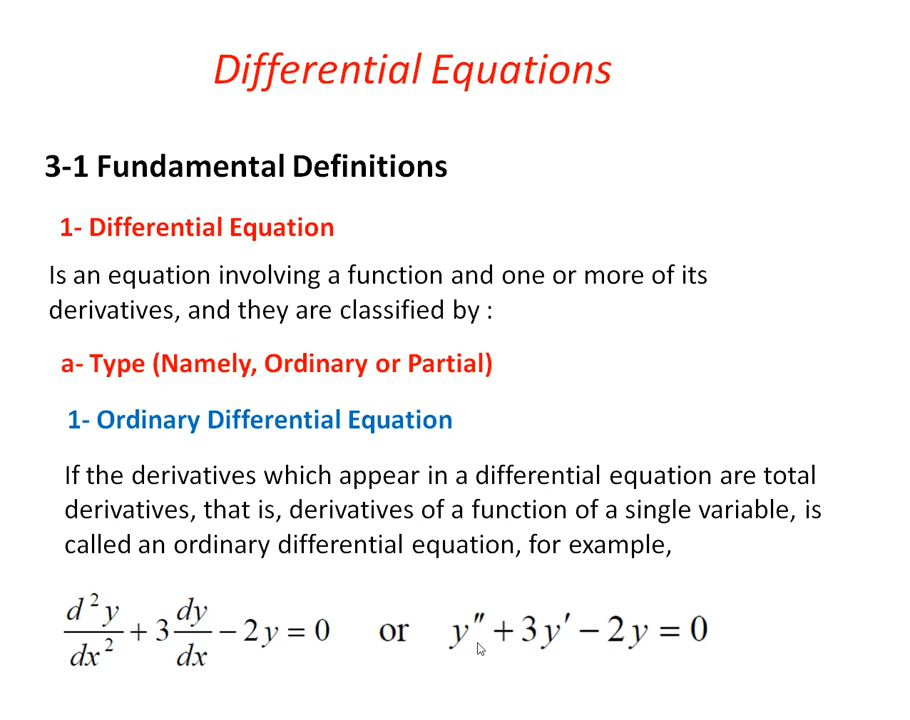 Differential Equations
3-1 Fundamental Definitions
1- Differential Equation
Is an equation involving a function and one or more of its
derivatives, and they are classified by :
a- Type (Namely, Ordinary or Partial)
1- Ordinary Differential Equation
If the derivatives which appear in a differential equation are total
derivatives, that is, derivatives of a function of a single variable, is
called an ordinary differential equation, for example,
d²y/dx² + 3 dy/dx − 2y = 0 or y″ + 3y′ − 2y = 0